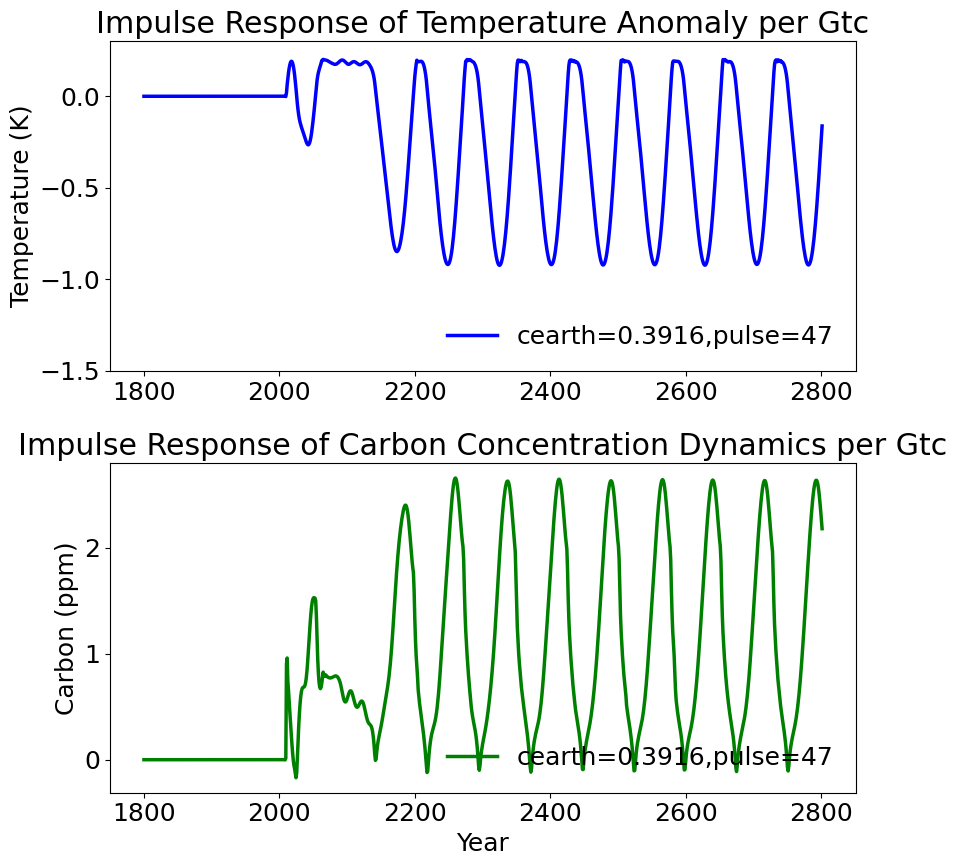 Impulse Response of Temperature Anomaly per Gtc
Temperature (K)
0.0
−0.5
−1.0
−1.5
cearth=0.3916,pulse=47
1800 2000 2200 2400 2600 2800
Impulse Response of Carbon Concentration Dynamics per Gtc
Carbon (ppm)
2
1
0
cearth=0.3916,pulse=47
1800 2000 2200 2400 2600 2800
Year